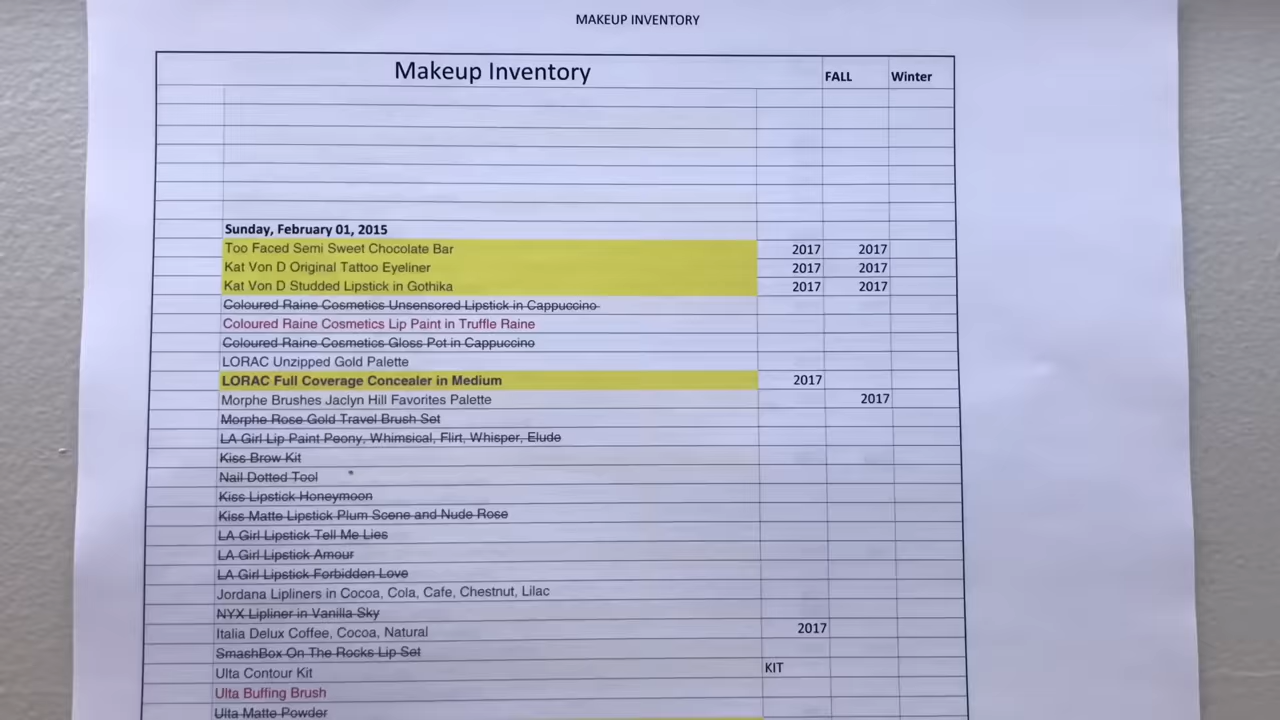 MAKEUP INVENTORY
Makeup Inventory FALL Winter
Sunday, February 01, 2015
Too Faced Semi Sweet Chocolate Bar 2017 2017
Kat Von D Original Tattoo Eyeliner 2017 2017
Kat Von D Studded Lipstick in Gothika 2017 2017
Coloured Raine Cosmetics Unsensored Lipstick in Cappuccino
Coloured Raine Cosmetics Lip Paint in Truffle Raine
Coloured Raine Cosmetics Gloss Pot in Cappuccino
LORAC Unzipped Gold Palette
LORAC Full Coverage Concealer in Medium 2017
Morphe Brushes Jaclyn Hill Favorites Palette 2017
Morphe Rose Gold Travel Brush Set
LA Girl Lip Paint Peony, Whimsical, Flirt, Whisper, Elude
Kiss Brow Kit
Nail Dotted Tool
Kiss Lipstick Honeymoon
Kiss Matte Lipstick Plum Scene and Nude Rose
LA Girl Lipstick Tell Me Lies
LA Girl Lipstick Amour
LA Girl Lipstick Forbidden Love
Jordana Lipliners in Cocoa, Cola, Cafe, Chestnut, Lilac
NYX Lipliner in Vanilla Sky
Italia Delux Coffee, Cocoa, Natural 2017
SmashBox On The Rocks Lip Set
Ulta Contour Kit KIT
Ulta Buffing Brush
Ulta Matte Powder